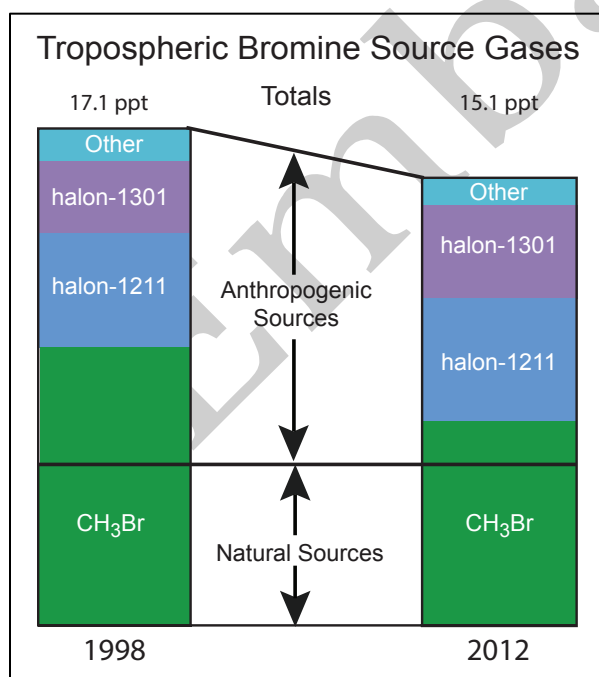 Tropospheric Bromine Source Gases
17.1 ppt Totals 15.1 ppt
Other
halon-1301
halon-1211
CH₃Br
Anthropogenic
Sources
Natural Sources
Other
halon-1301
halon-1211
CH₃Br
1998 2012